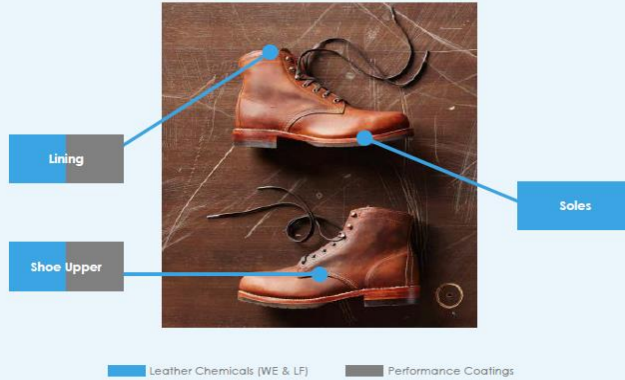 Lining
Soles
Shoe Upper
Leather Chemicals (WE & LF)
Performance Coatings